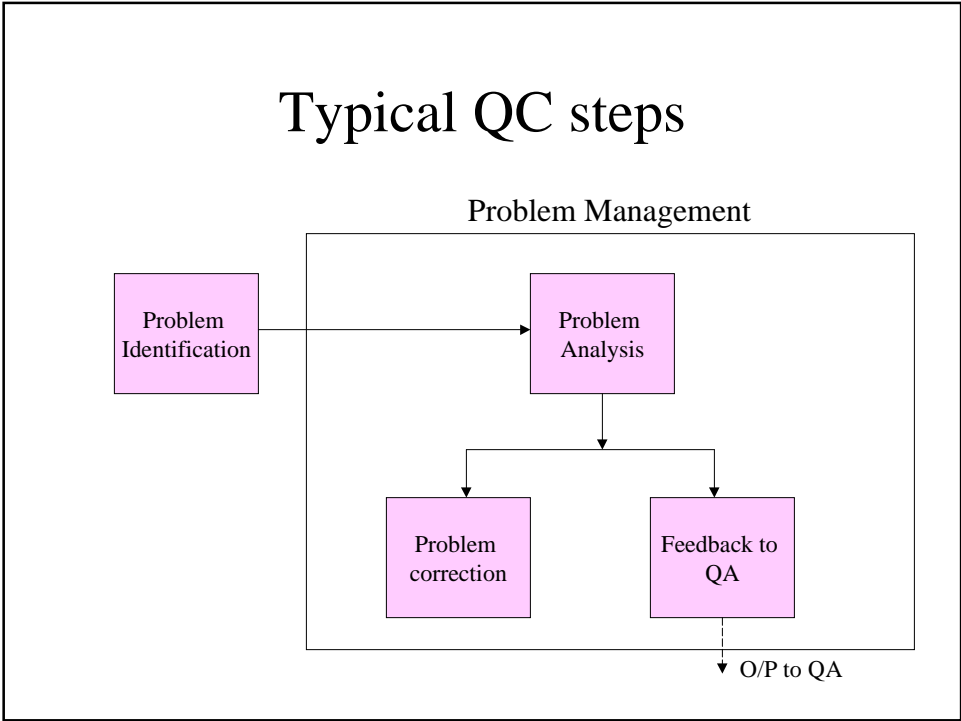 Typical QC steps
Problem Management
Problem
Identification
Problem
Analysis
Problem
correction
Feedback to
QA
O/P to QA